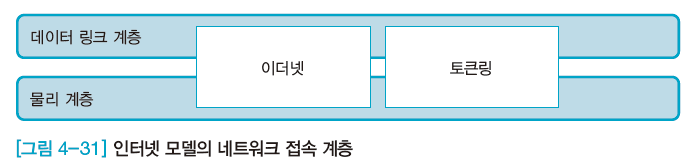 데이터 링크 계층
이더넷
토큰링
물리 계층
[그림 4-31] 인터넷 모델의 네트워크 접속 계층